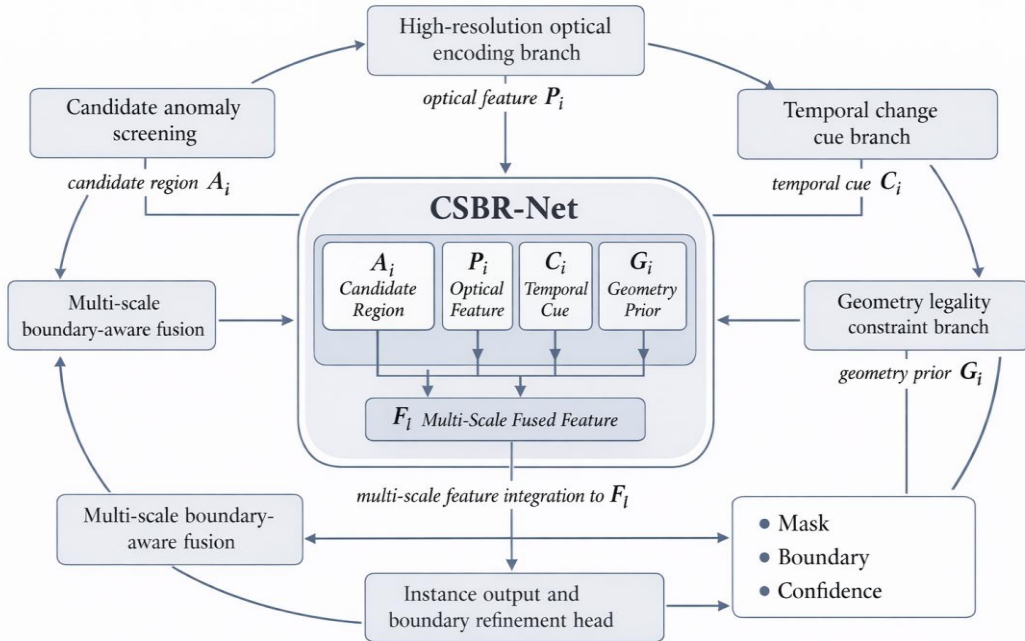 High-resolution optical
encoding branch
optical feature P_i
Candidate anomaly
screening
candidate region A_i
Temporal change
cue branch
temporal cue C_i
CSBR-Net
A_i
Candidate
Region
P_i
Optical
Feature
C_i
Temporal
Cue
G_i
Geometry
Prior
F_l Multi-Scale Fused Feature
Multi-scale
boundary-aware fusion
Geometry legality
constraint branch
geometry prior G_i
multi-scale feature integration to F_l
Multi-scale boundary-
aware fusion
• Mask
• Boundary
• Confidence
Instance output and
boundary refinement head